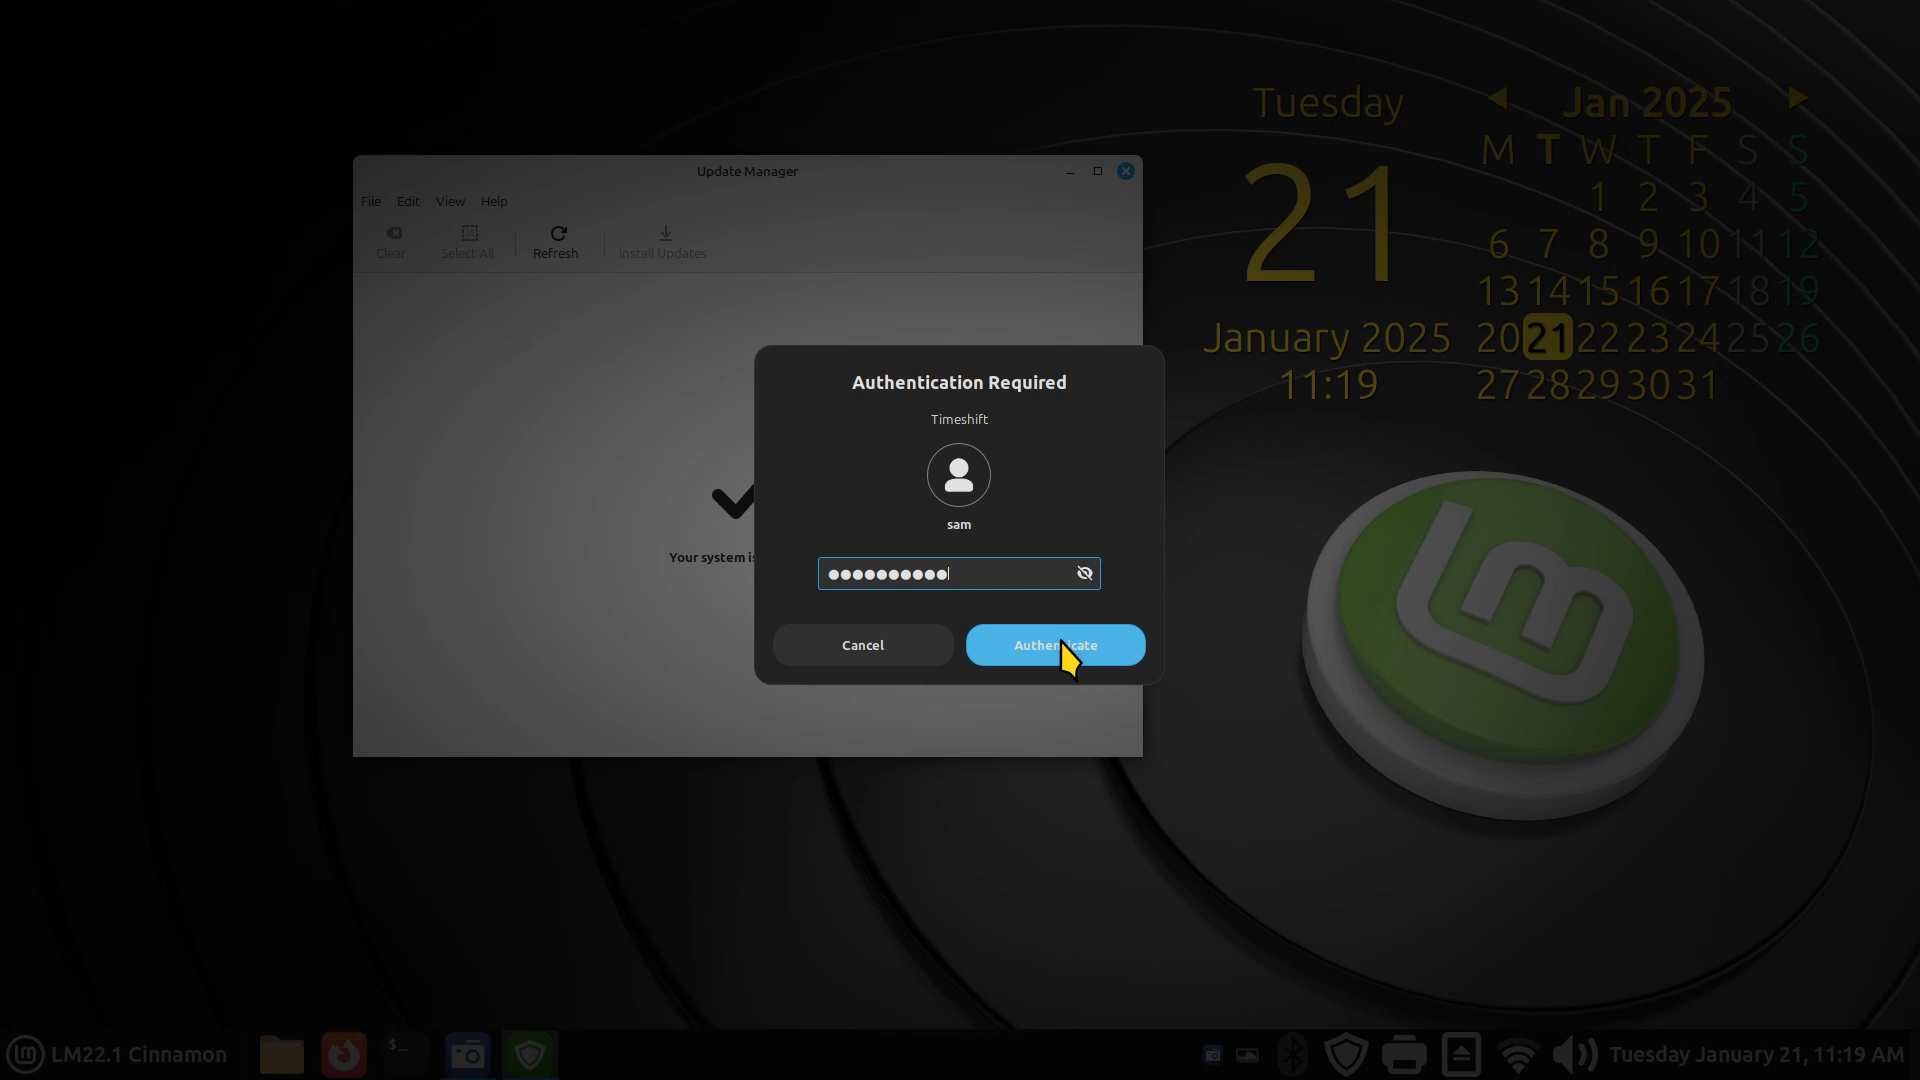 Update Manager
File Edit View Help
Clear Select All Refresh Install Updates
Your system is
Authentication Required
Timeshift
sam
Cancel Authenticate
Tuesday
21
January 2025
11:19
Jan 2025
M T W T F S S
1 2 3 4 5
6 7 8 9 10 11 12
13 14 15 16 17 18 19
20 21 22 23 24 25 26
27 28 29 30 31
LM22.1 Cinnamon
$_
Tuesday January 21, 11:19 AM